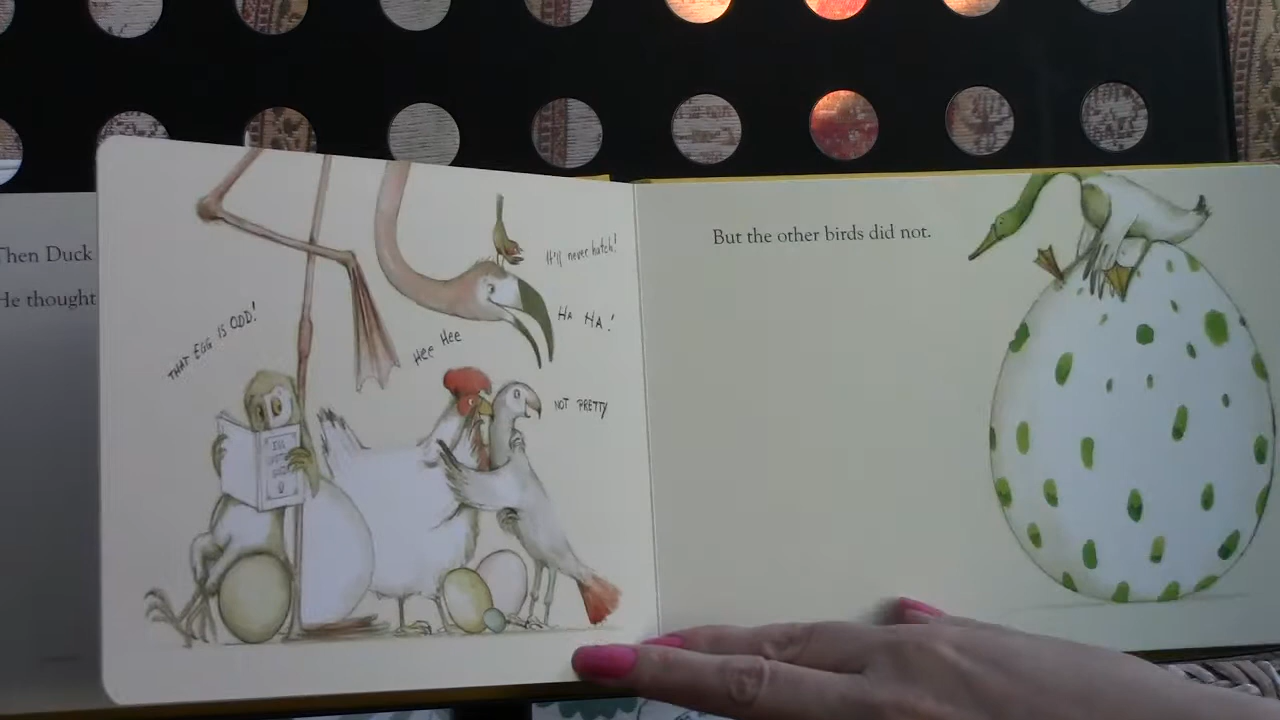 Then Duck
He thought
It'll never hatch!
HA HA!
THAT EGG IS ODD!
Hee Hee
NOT PRETTY
But the other birds did not.